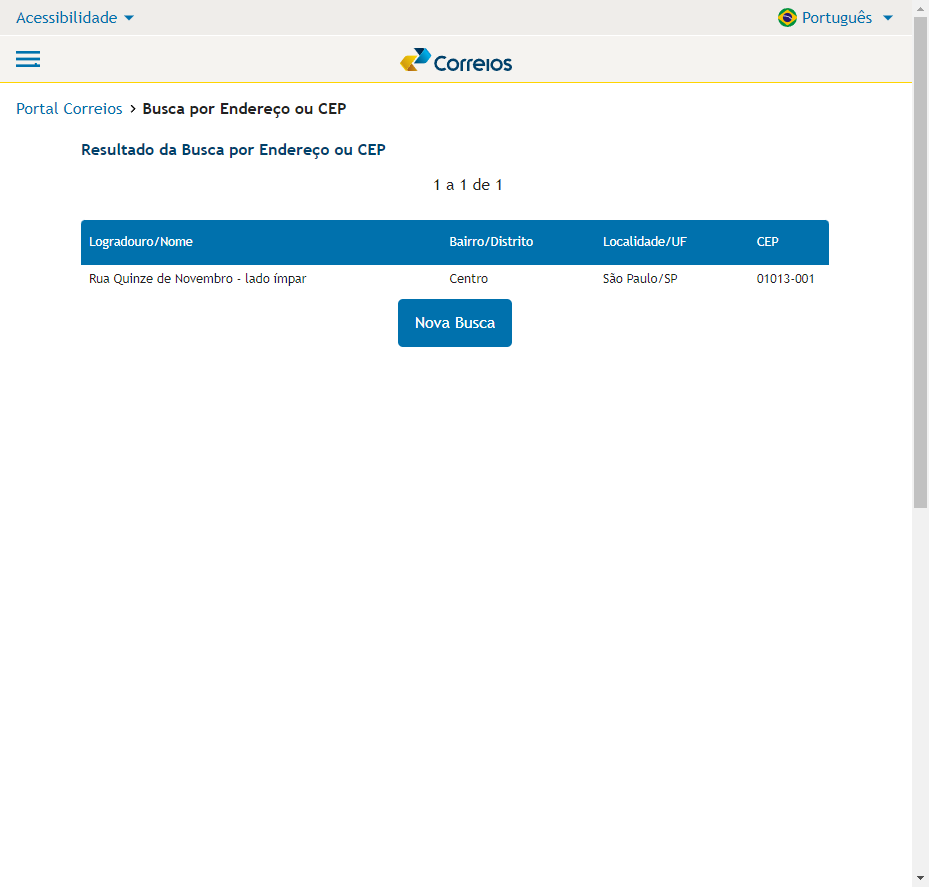 Acessibilidade
Português
Correios
Portal Correios > Busca por Endereço ou CEP
Resultado da Busca por Endereço ou CEP
1 a 1 de 1
Logradouro/Nome Bairro/Distrito Localidade/UF CEP
Rua Quinze de Novembro - lado ímpar Centro São Paulo/SP 01013-001
Nova Busca